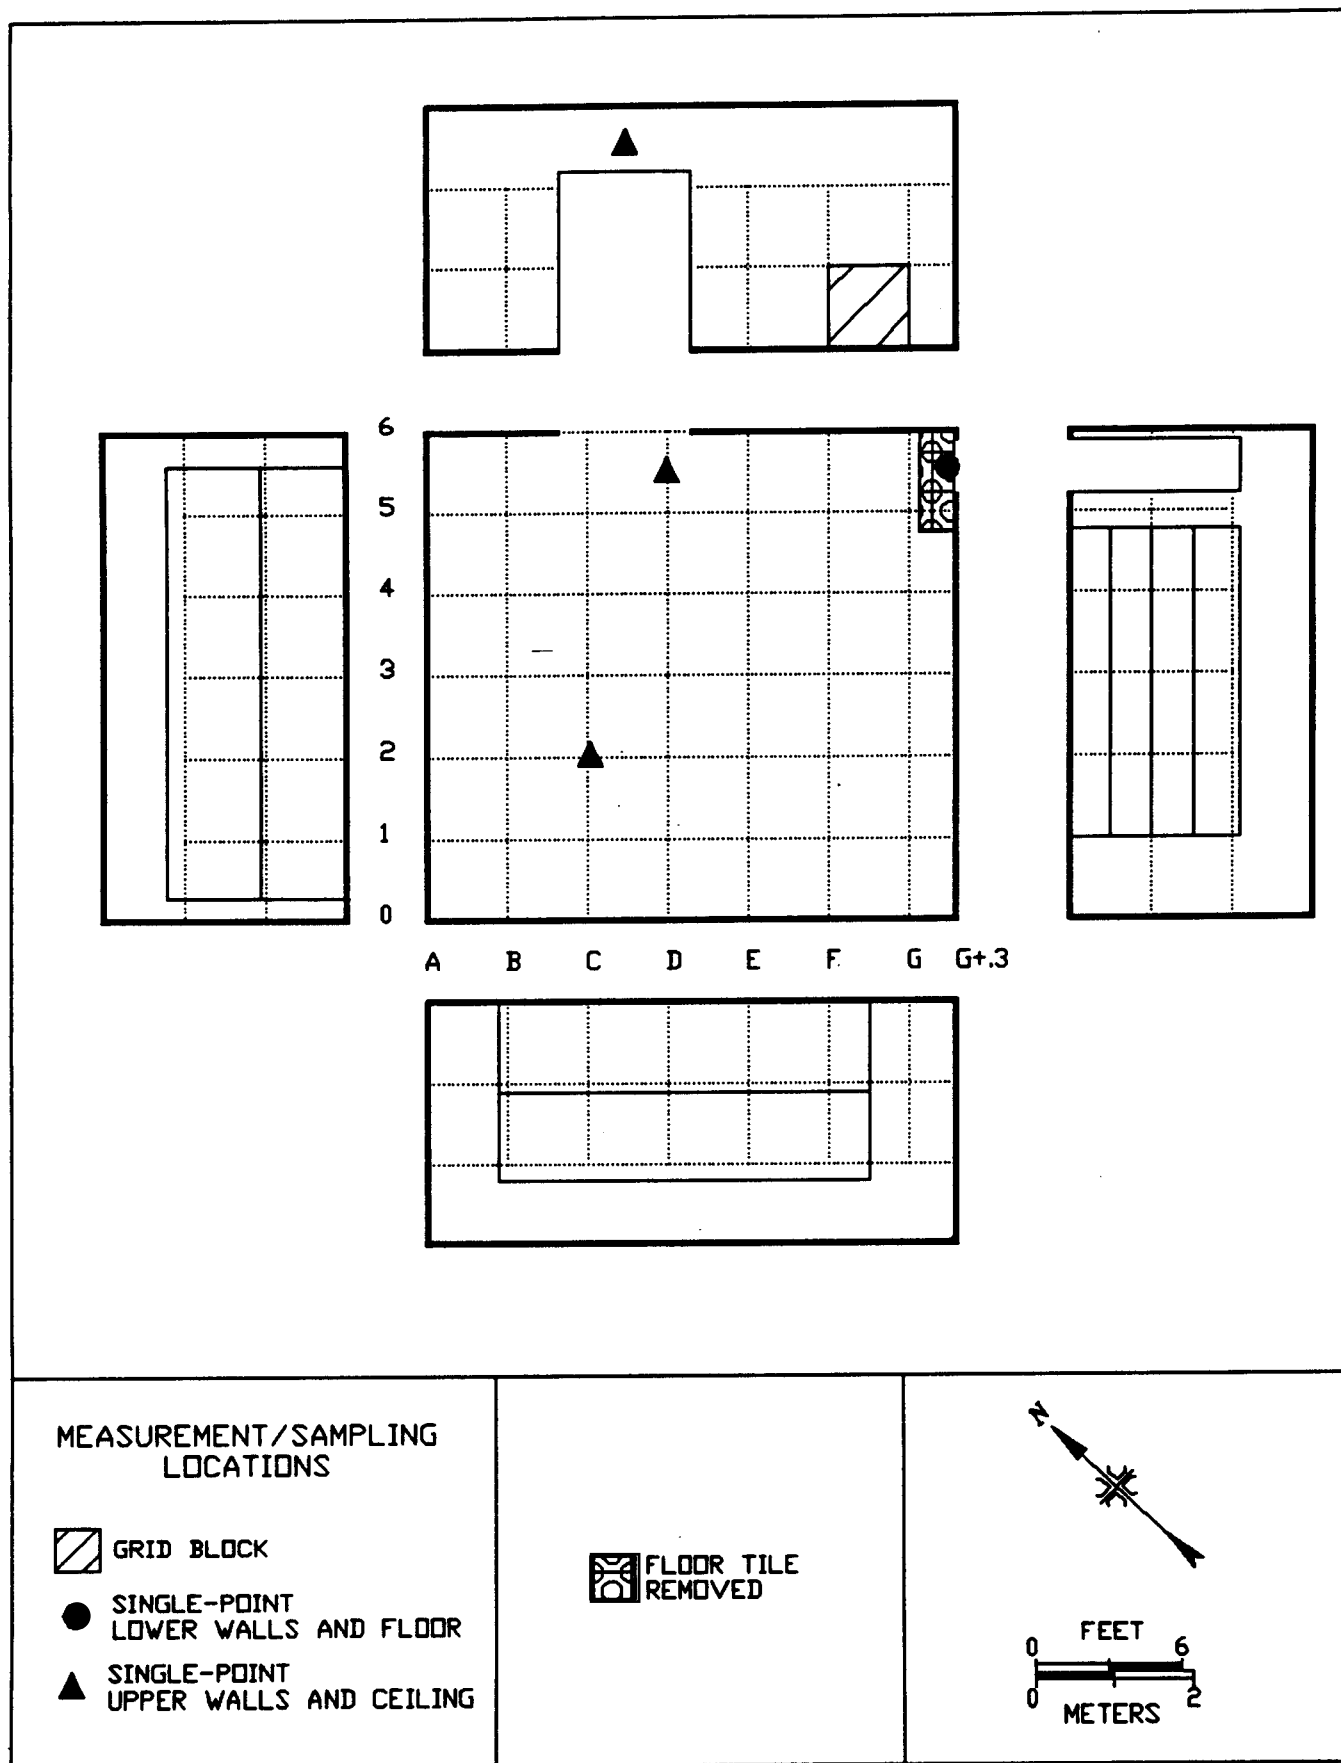 6
5
4
3
2
1
0
A B C D E F G G+.3
MEASUREMENT/SAMPLING
LOCATIONS
GRID BLOCK
SINGLE-POINT
LOWER WALLS AND FLOOR
SINGLE-POINT
UPPER WALLS AND CEILING
FLOOR TILE
REMOVED
N
FEET
0 6
0 2
METERS